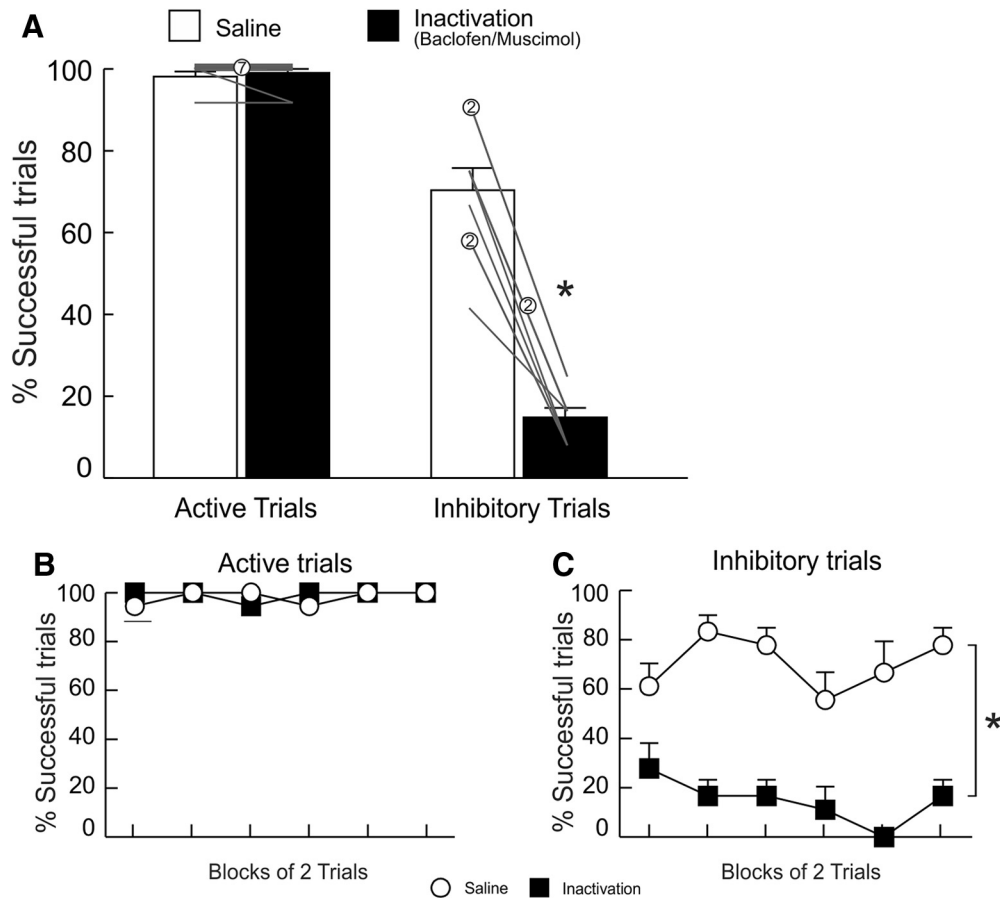 A
Saline
Inactivation
(Baclofen/Muscimol)
% Successful trials
100
80
60
40
20
0
7
2
2
2
*
Active Trials
Inhibitory Trials
B
Active trials
% Successful trials
100
80
60
40
20
0
Blocks of 2 Trials
C
Inhibitory trials
% Successful trials
100
80
60
40
20
0
*
Blocks of 2 Trials
Saline
Inactivation